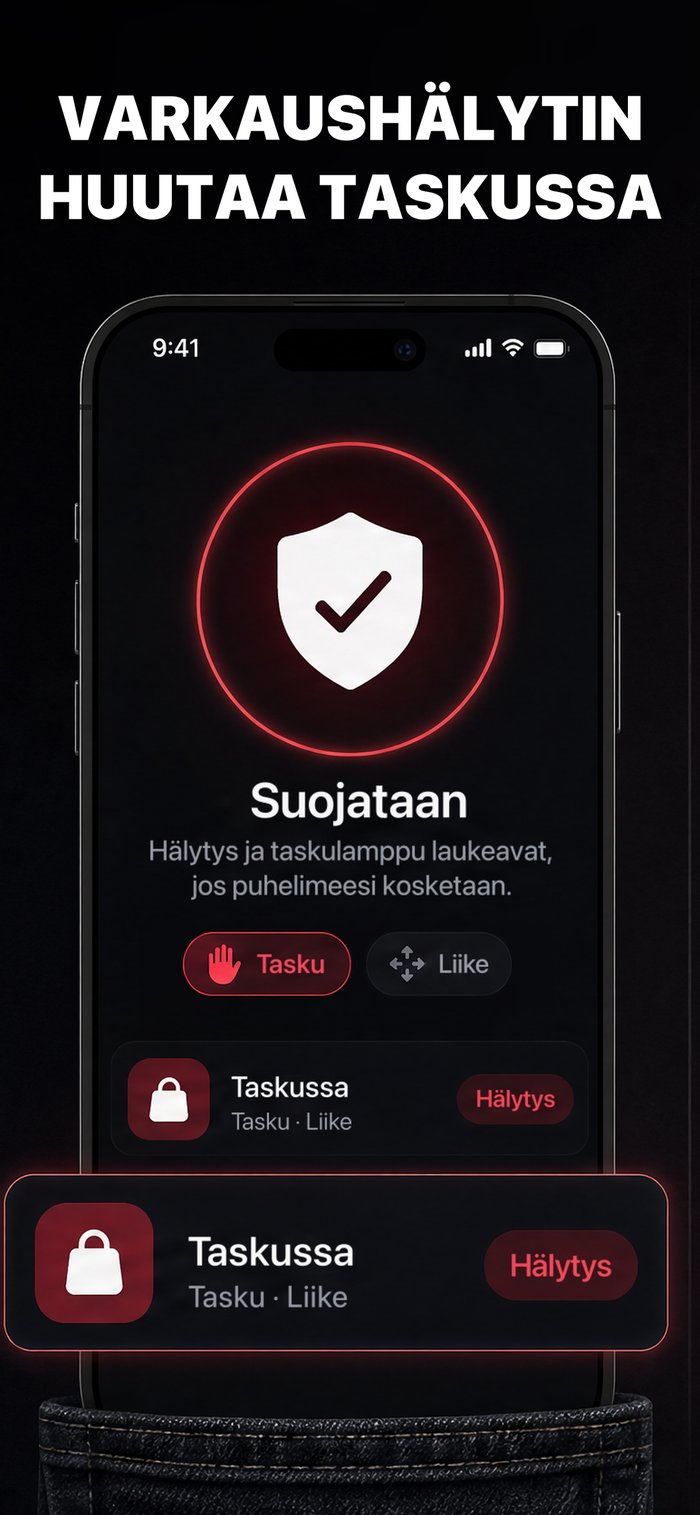 VARKAUSHÄLYTIN
HUUTAA TASKUSSA
9:41
Suojataan
Hälytys ja taskulamppu laukeavat,
jos puhelimeesi kosketaan.
Tasku
Liike
Taskussa
Tasku · Liike
Hälytys
Taskussa
Tasku · Liike
Hälytys